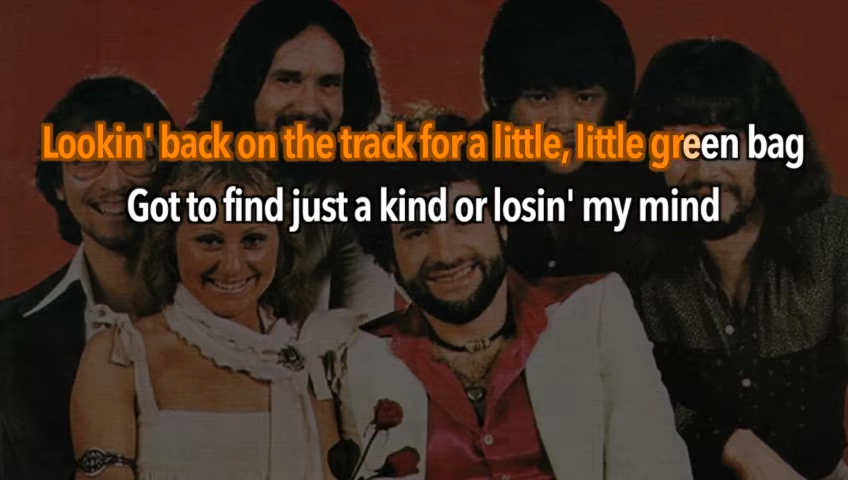 Lookin' back on the track for a little, little green bag
Got to find just a kind or losin' my mind